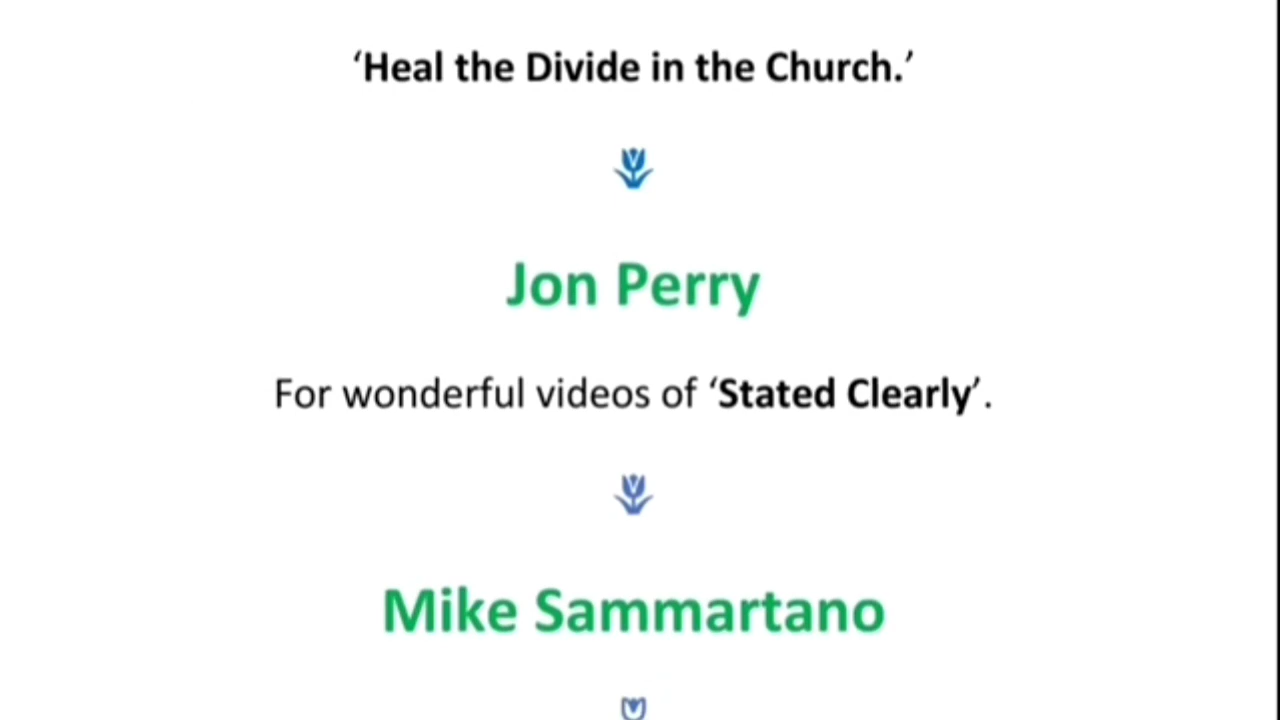 ‘Heal the Divide in the Church.’
Jon Perry
For wonderful videos of ‘Stated Clearly’.
Mike Sammartano